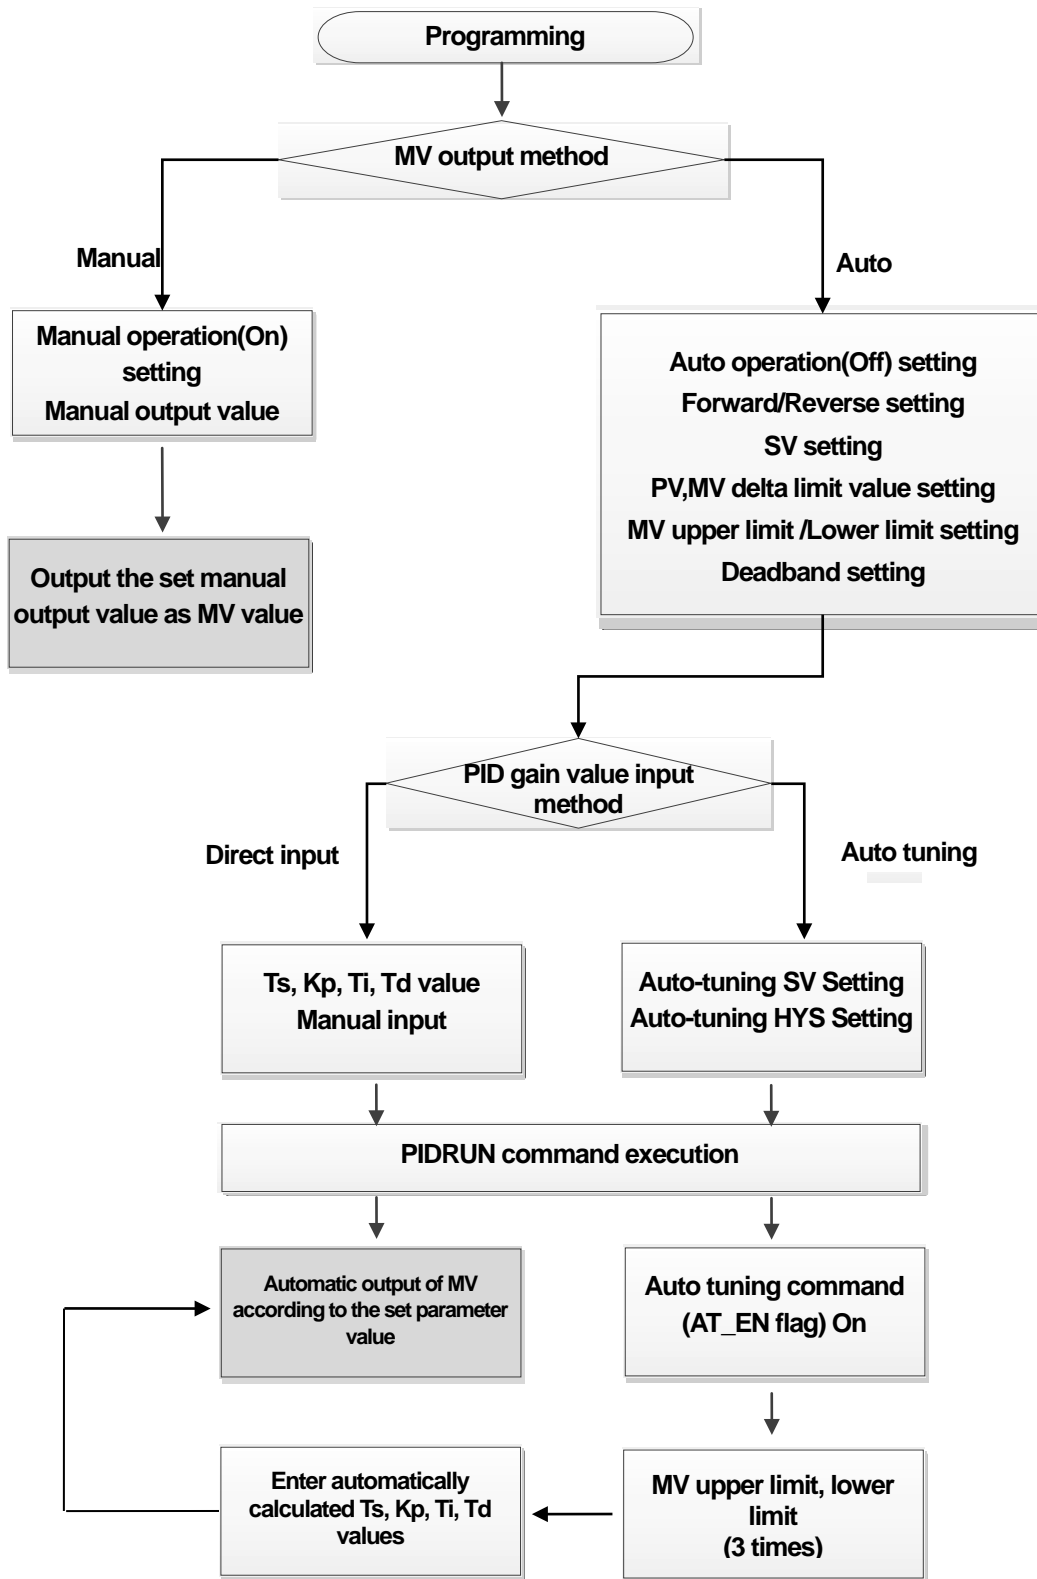 Programming
MV output method
Manual
Auto
Manual operation(On)
setting
Manual output value
Auto operation(Off) setting
Forward/Reverse setting
SV setting
PV,MV delta limit value setting
MV upper limit /Lower limit setting
Deadband setting
Output the set manual
output value as MV value
PID gain value input
method
Direct input
Auto tuning
Ts, Kp, Ti, Td value
Manual input
Auto-tuning SV Setting
Auto-tuning HYS Setting
PIDRUN command execution
Automatic output of MV
according to the set parameter
value
Auto tuning command
(AT_EN flag) On
Enter automatically
calculated Ts, Kp, Ti, Td
values
MV upper limit, lower
limit
(3 times)